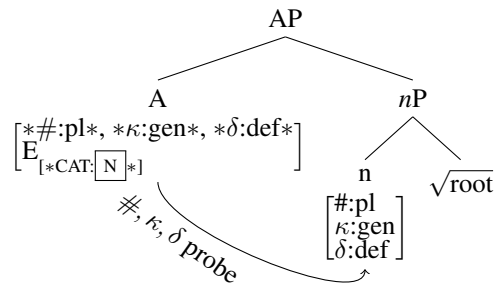 AP
A
nP
[∗#:pl∗, ∗κ:gen∗, ∗δ:def∗
E[∗CAT: N ∗]]
n
√root
[#:pl
κ:gen
δ:def]
#, κ, δ probe